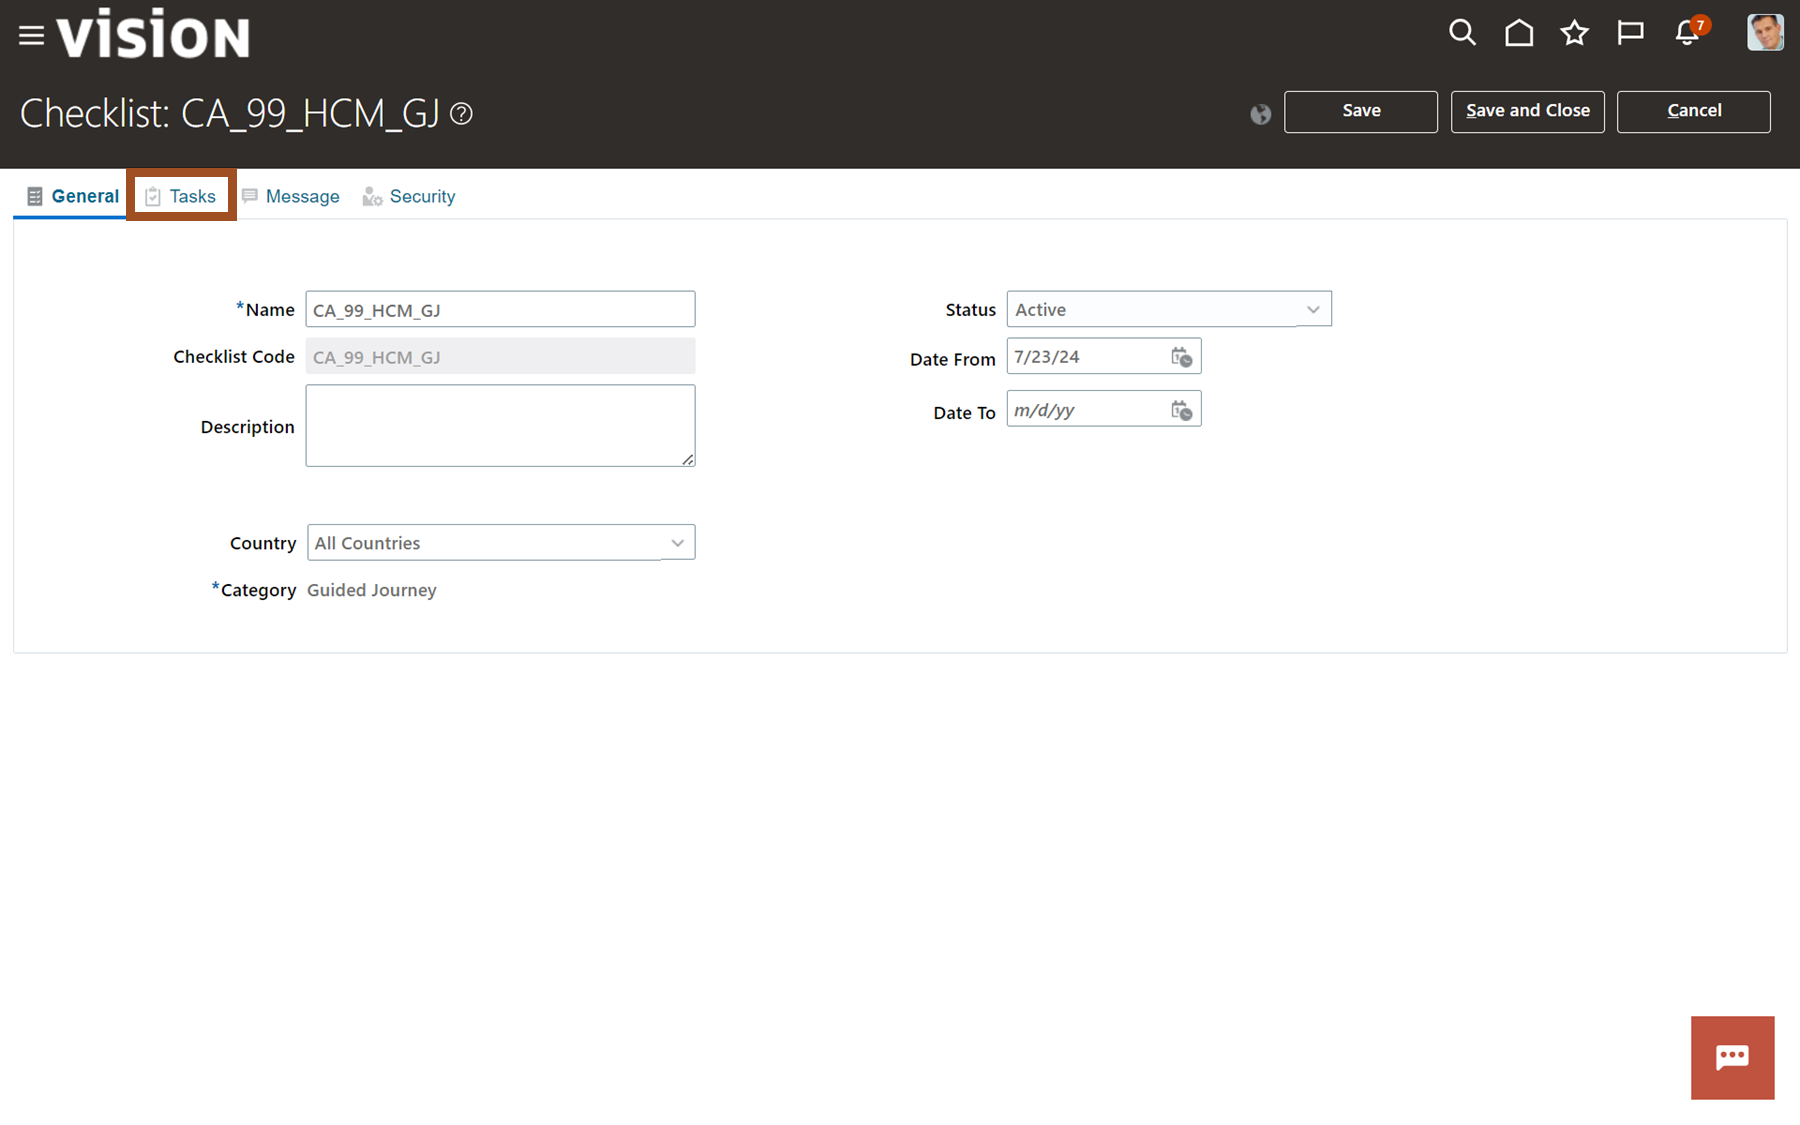 vision
7
Checklist: CA_99_HCM_GJ ?
Save
Save and Close
Cancel
General
Tasks
Message
Security
*Name CA_99_HCM_GJ
Checklist Code CA_99_HCM_GJ
Description
Country All Countries
*Category Guided Journey
Status Active
Date From 7/23/24
Date To m/d/yy